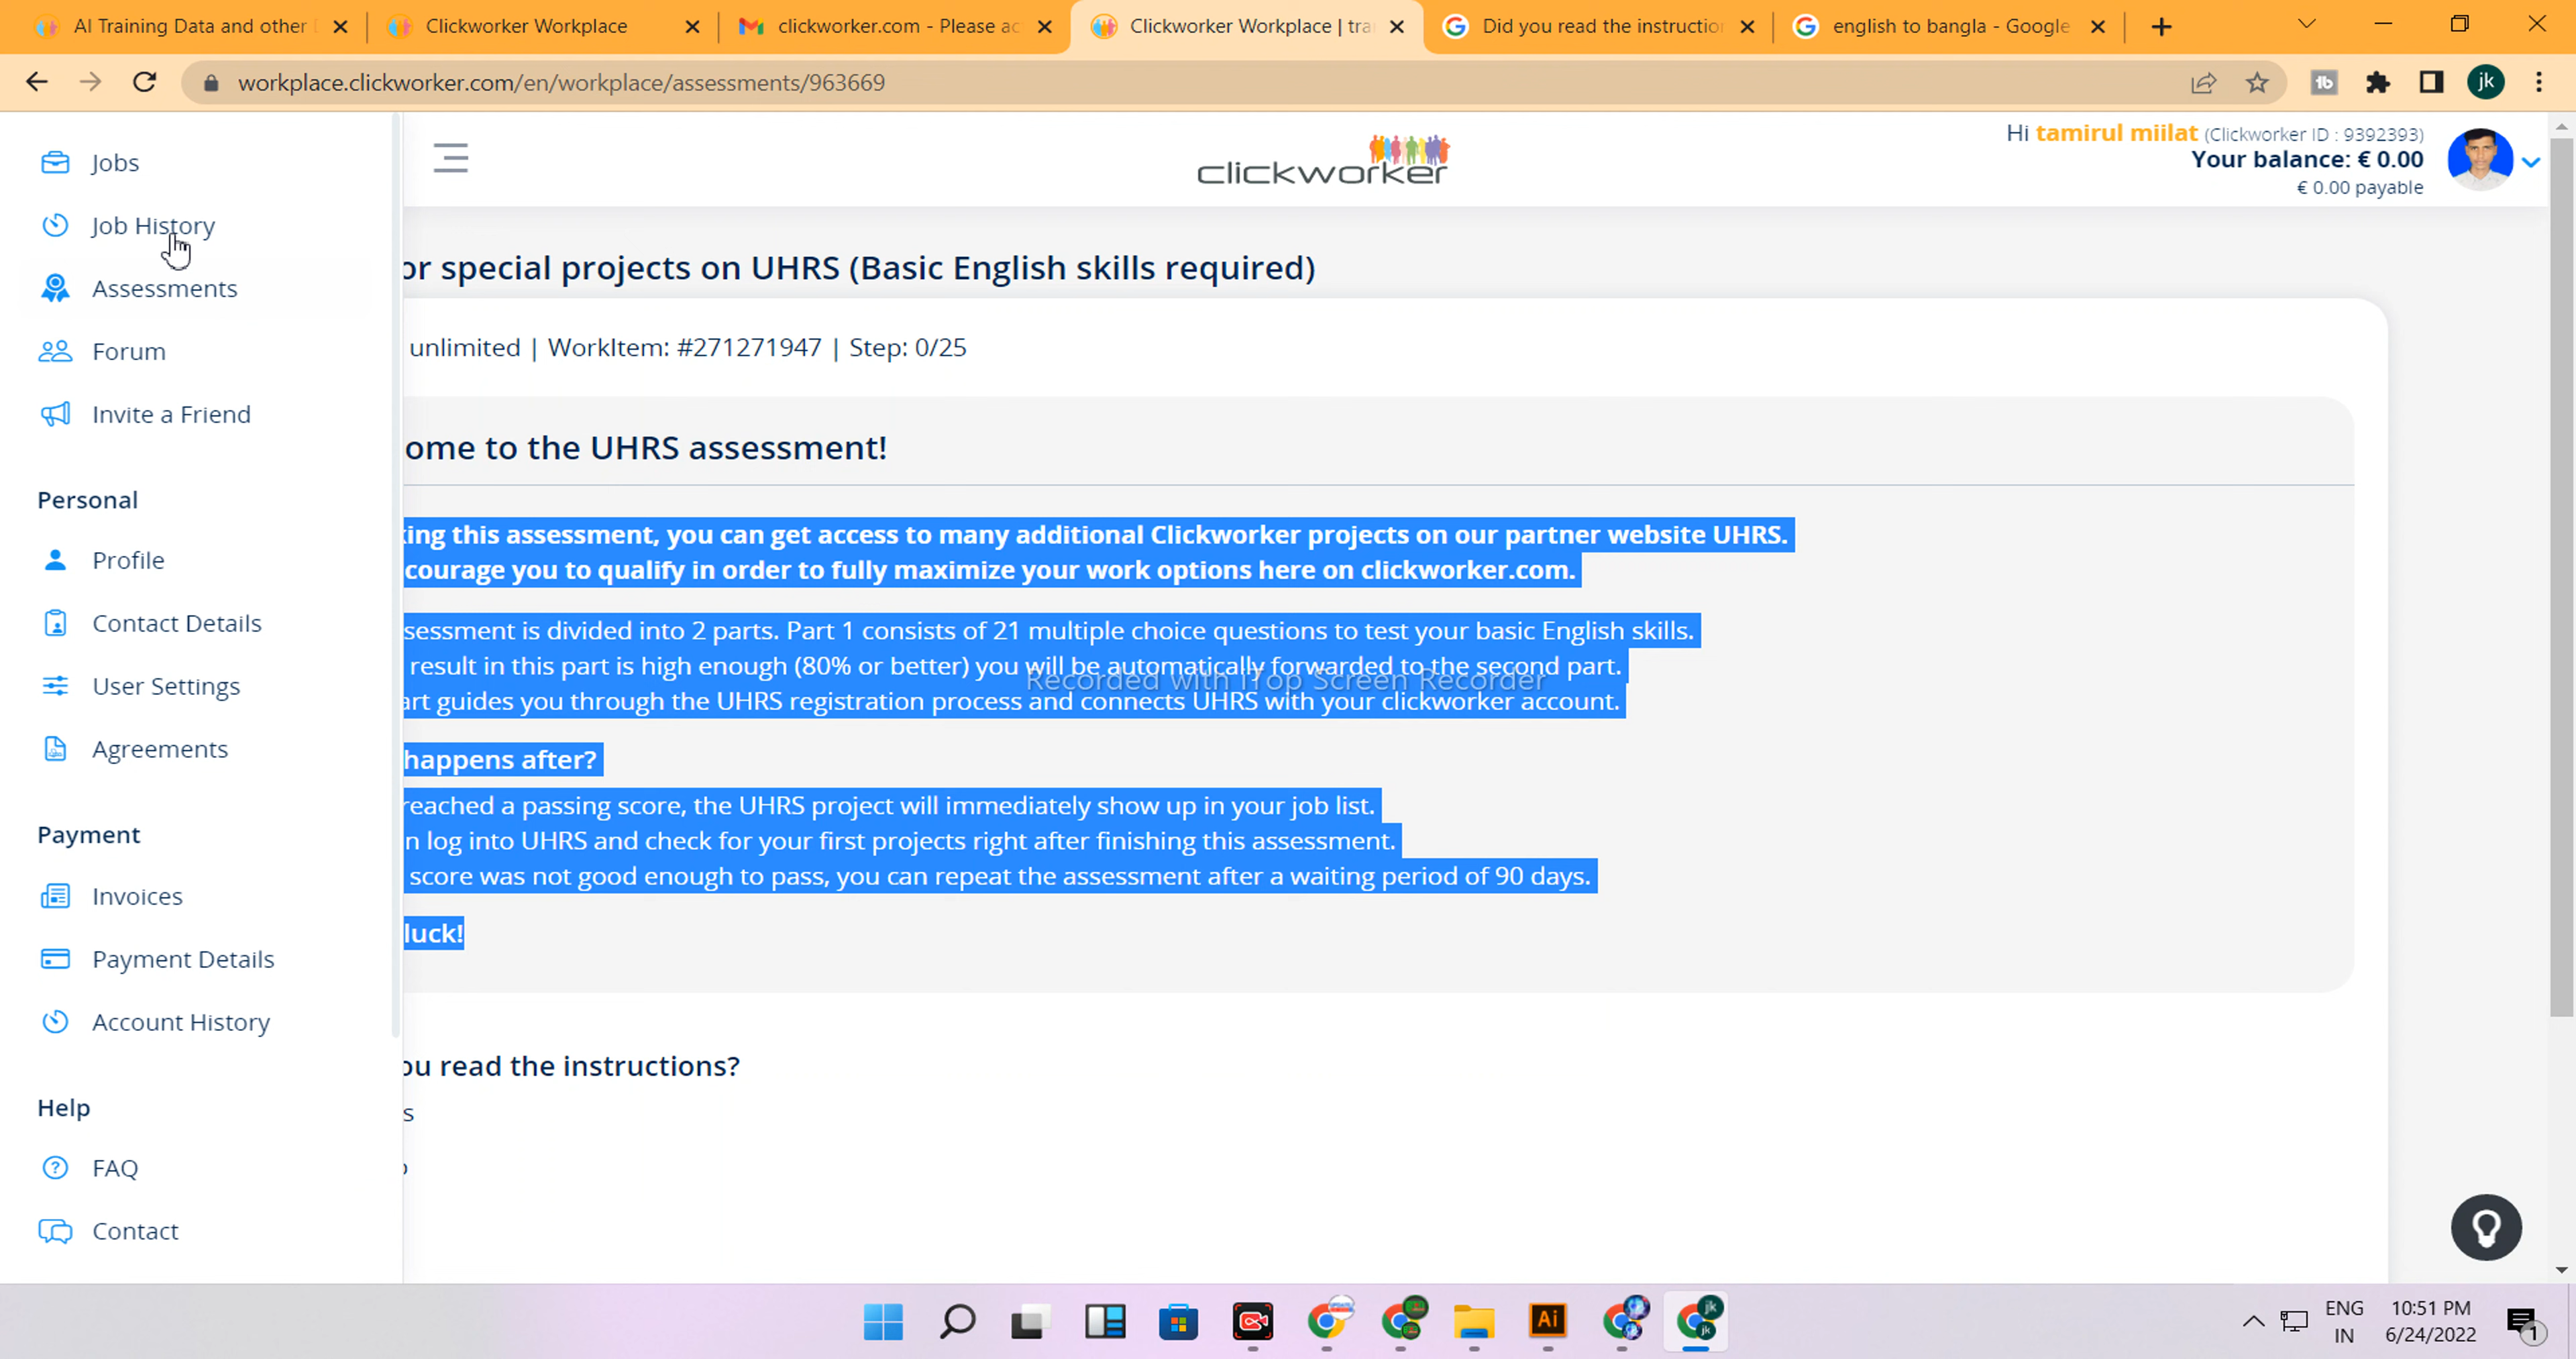 AI Training Data and other
Clickworker Workplace
clickworker.com - Please ac
Clickworker Workplace | tra
Did you read the instruction
english to bangla - Google
workplace.clickworker.com/en/workplace/assessments/963669
jk
Jobs
Job History
Assessments
Forum
Invite a Friend
Personal
Profile
Contact Details
User Settings
Agreements
Payment
Invoices
Payment Details
Account History
Help
FAQ
Contact
clickworker
Hi tamirul miilat (Clickworker ID : 9392393)
Your balance: € 0.00
€ 0.00 payable
or special projects on UHRS (Basic English skills required)
unlimited | WorkItem: #271271947 | Step: 0/25
ome to the UHRS assessment!
king this assessment, you can get access to many additional Clickworker projects on our partner website UHRS.
courage you to qualify in order to fully maximize your work options here on clickworker.com.
sessment is divided into 2 parts. Part 1 consists of 21 multiple choice questions to test your basic English skills.
result in this part is high enough (80% or better) you will be automatically forwarded to the second part.
Recorded with iTop Screen Recorder
art guides you through the UHRS registration process and connects UHRS with your clickworker account.
happens after?
reached a passing score, the UHRS project will immediately show up in your job list.
n log into UHRS and check for your first projects right after finishing this assessment.
score was not good enough to pass, you can repeat the assessment after a waiting period of 90 days.
luck!
ou read the instructions?
s
Ai
jk
jk
ENG
IN
10:51 PM
6/24/2022
1